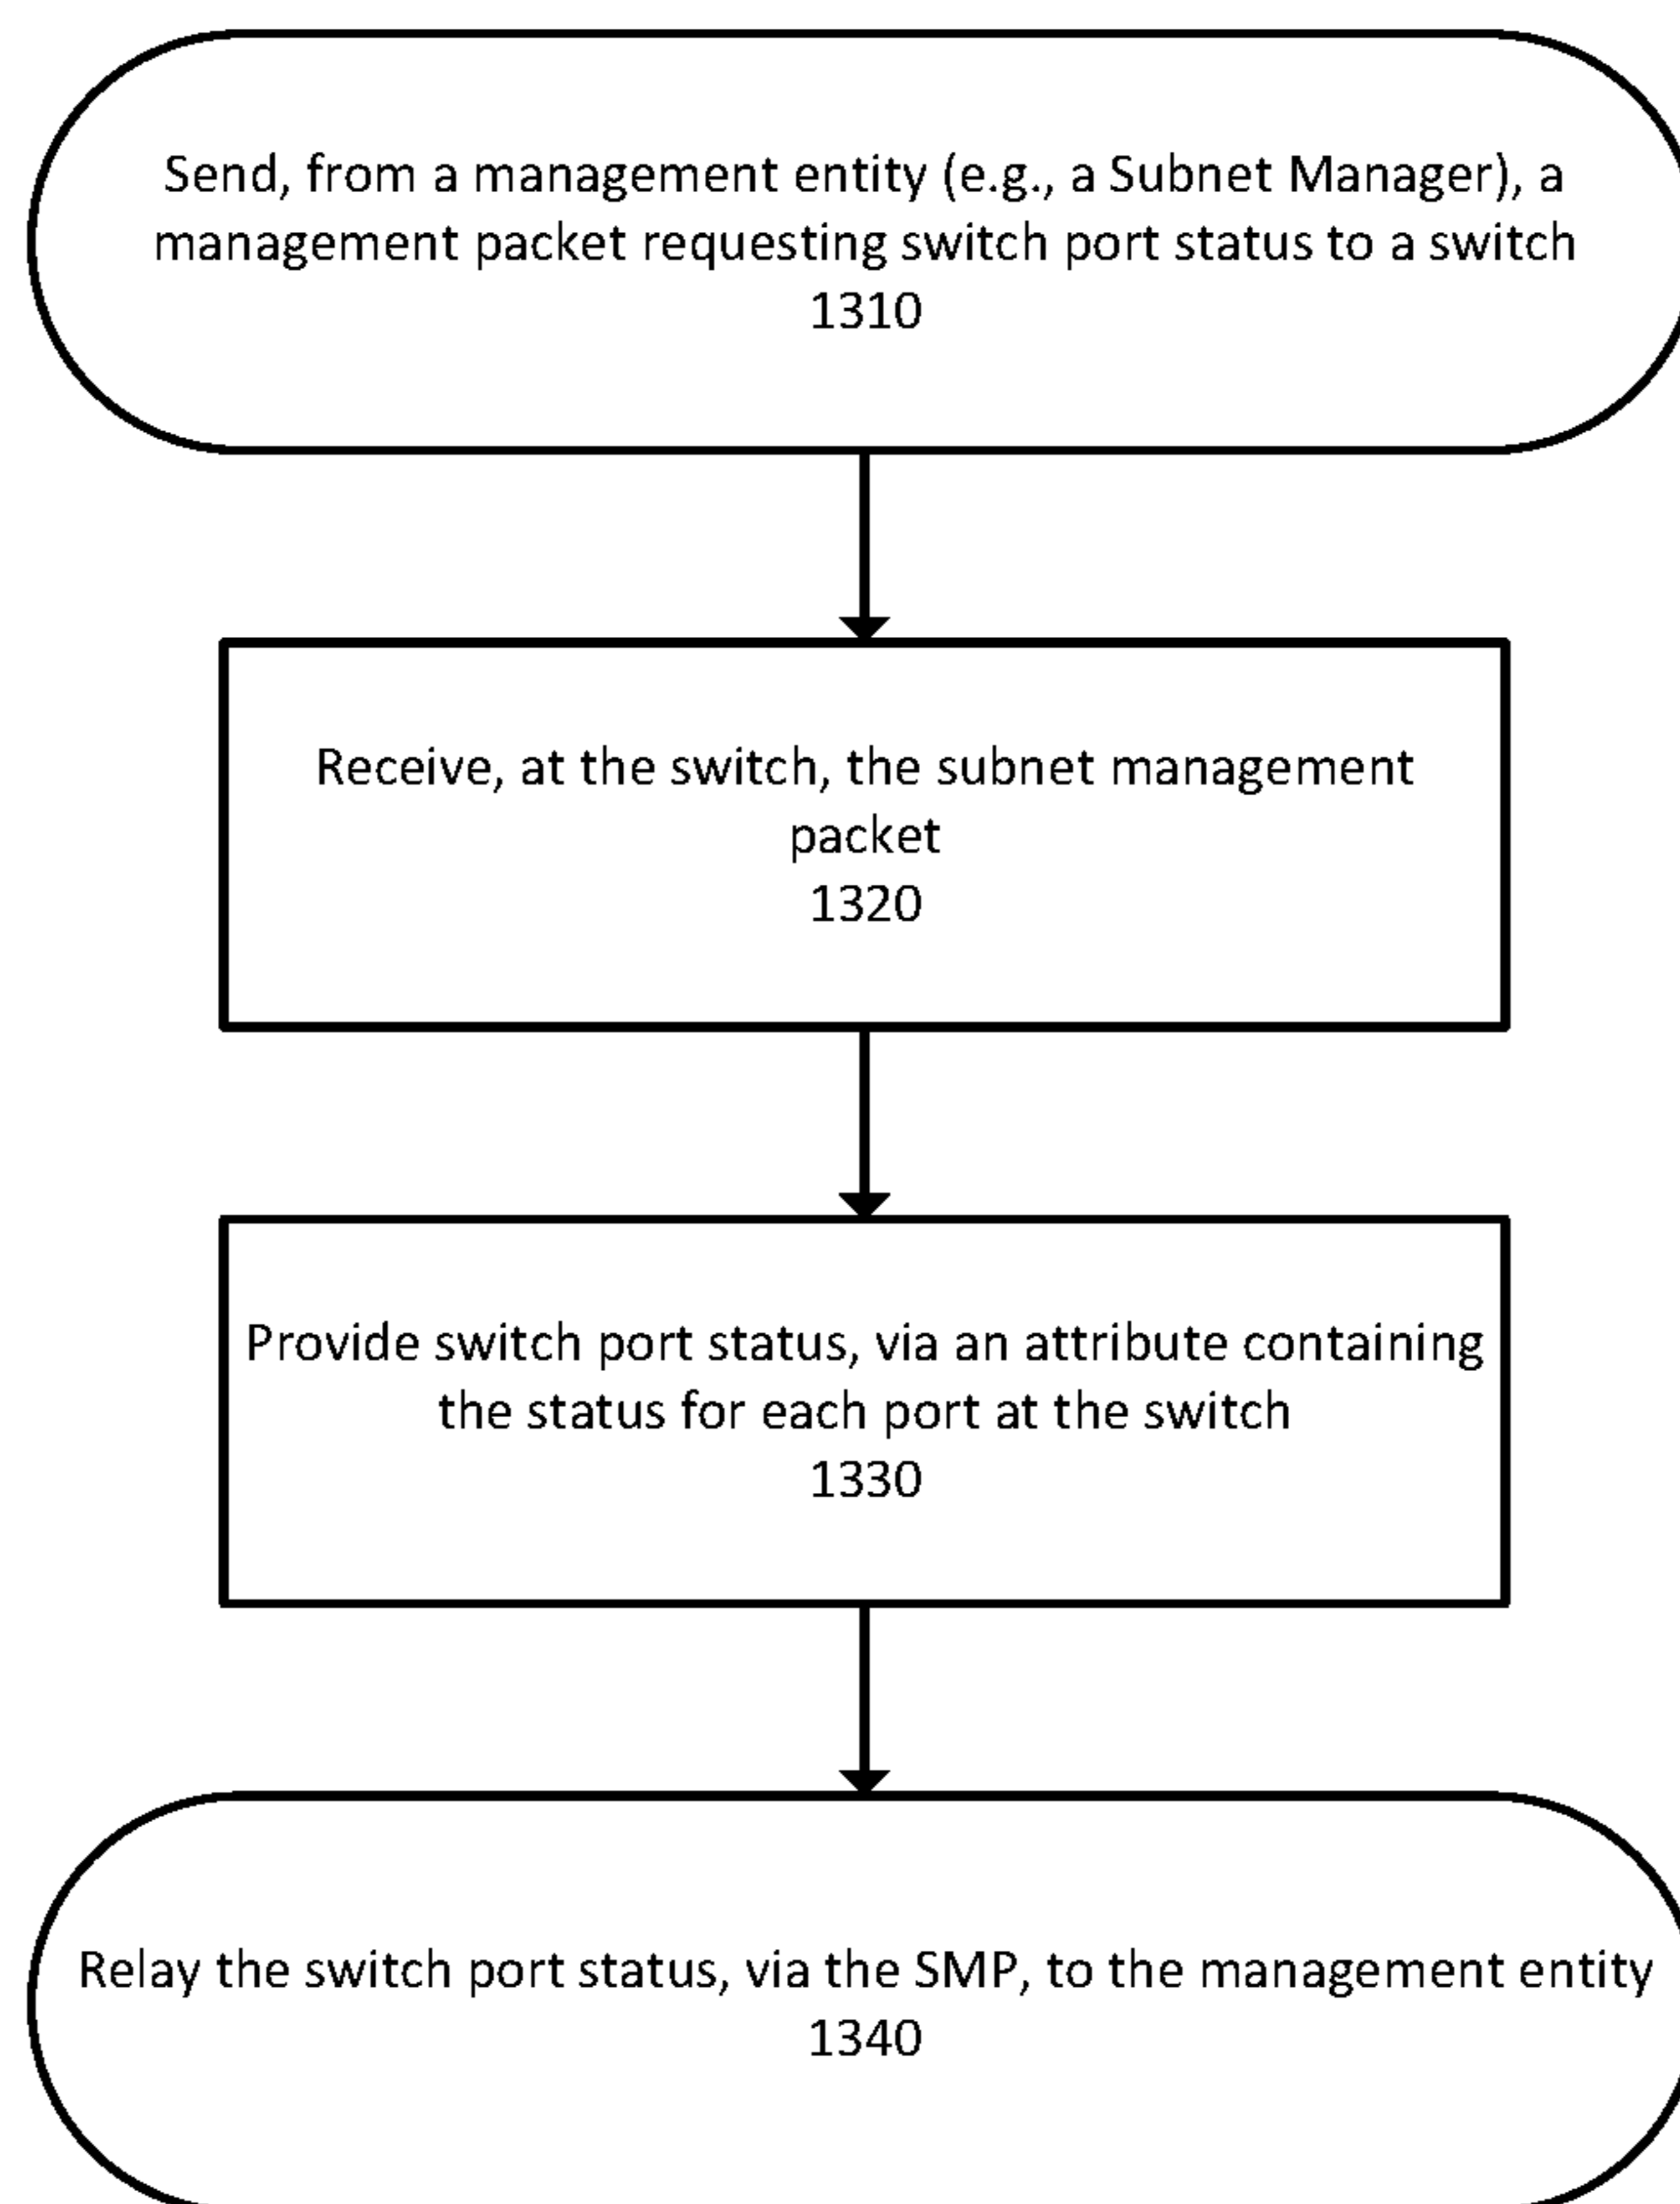 Send, from a management entity (e.g., a Subnet Manager), a
management packet requesting switch port status to a switch
1310
Receive, at the switch, the subnet management
packet
1320
Provide switch port status, via an attribute containing
the status for each port at the switch
1330
Relay the switch port status, via the SMP, to the management entity
1340